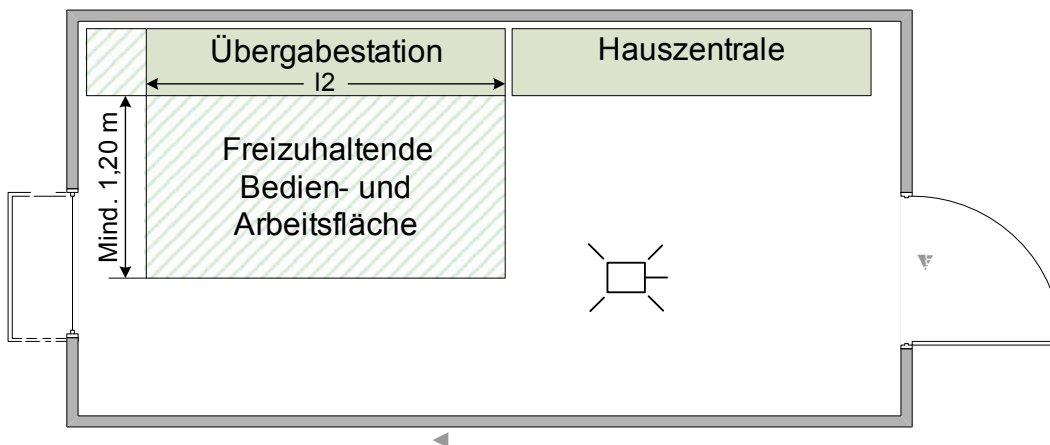 Übergabestation
Hauszentrale
l2
Mind. 1,20 m
Freizuhaltende
Bedien- und
Arbeitsfläche